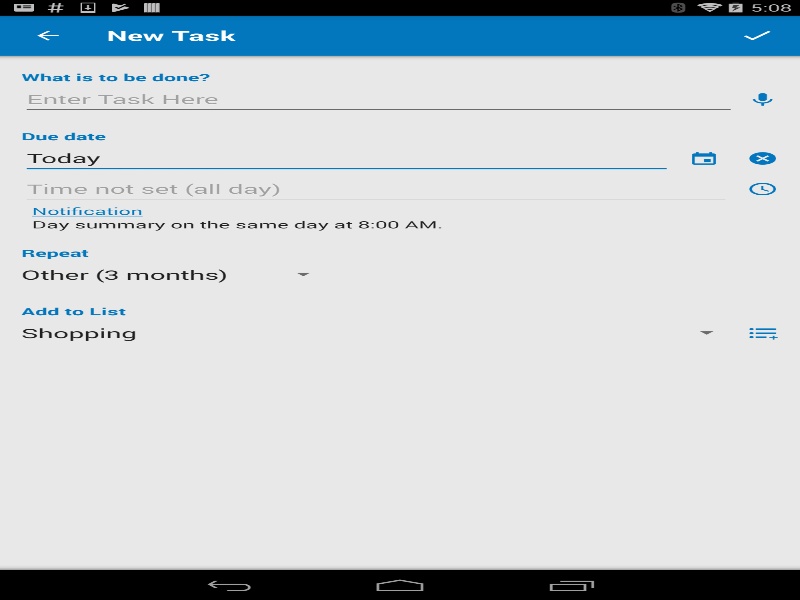 5:08
New Task
What is to be done?
Enter Task Here
Due date
Today
Time not set (all day)
Notification
Day summary on the same day at 8:00 AM.
Repeat
Other (3 months)
Add to List
Shopping